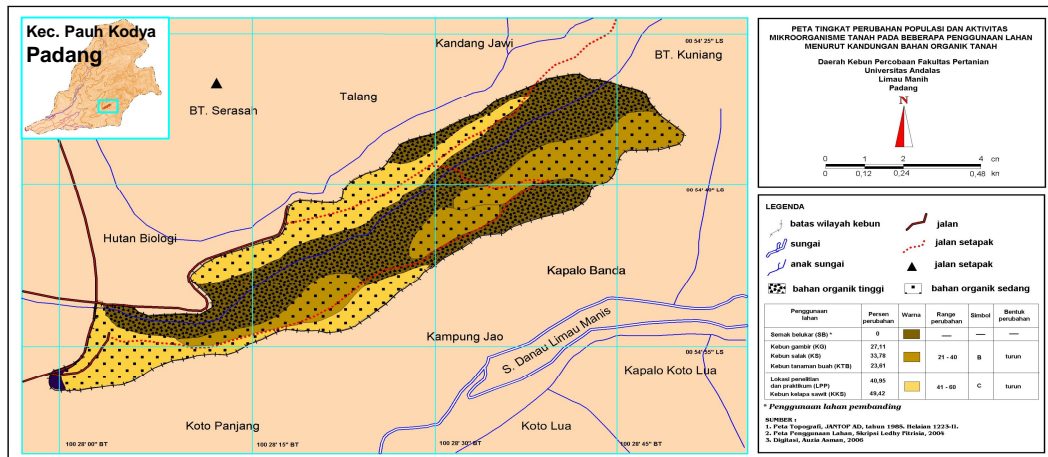 Kec. Pauh Kodya
Padang
Kandang Jawi
00 54' 25" LS
BT. Kuniang
BT. Serasah
Talang
00 54' 40" LS
Hutan Biologi
Kapalo Banda
Kampung Jao
S. Danau Limau Manis
00 54' 55" LS
Kapalo Koto Lua
Koto Panjang
Koto Lua
100 28' 00" BT
100 28' 15" BT
100 28' 30" BT
100 28' 45" BT
PETA TINGKAT PERUBAHAN POPULASI DAN AKTIVITAS
MIKROORGANISME TANAH PADA BEBERAPA PENGGUNAAN LAHAN
MENURUT KANDUNGAN BAHAN ORGANIK TANAH
Daerah Kebun Percobaan Fakultas Pertanian
Universitas Andalas
Limau Manih
Padang
N
0 1 2 4 cn
0 0,12 0,24 0,48 kn
LEGENDA
batas wilayah kebun
jalan
sungai
jalan setapak
anak sungai
jalan setapak
bahan organik tinggi
bahan organik sedang
Penggunaan lahan Persen perubahan Warna Range perubahan Simbol Bentuk perubahan
Semak belukar (SB) * 0 — — —
Kebun gambir (KG) 27,11
Kebun salak (KS) 33,78 21 - 40 B turun
Kebun tanaman buah (KTB) 23,61
Lokasi penelitian
dan praktikum (LPP) 40,95 41 - 60 C turun
Kebun kelapa sawit (KKS) 49,42
* Penggunaan lahan pembanding
SUMBER :
1. Peta Topografi, JANTOP AD, tahun 1985. Helaian 1223-II.
2. Peta Penggunaan Lahan, Skripsi Ledhy Fitrisia, 2004
3. Digitasi, Auzia Asman, 2006